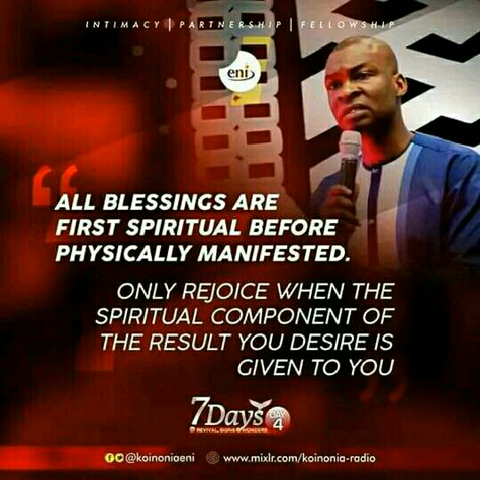 INTIMACY | PARTNERSHIP | FELLOWSHIP
eni
“
ALL BLESSINGS ARE
FIRST SPIRITUAL BEFORE
PHYSICALLY MANIFESTED.
ONLY REJOICE WHEN THE
SPIRITUAL COMPONENT OF
THE RESULT YOU DESIRE IS
GIVEN TO YOU
7Days DAY 4
REVIVAL, SIGNS & WONDERS
@koinoniaeni www.mixlr.com/koinonia-radio